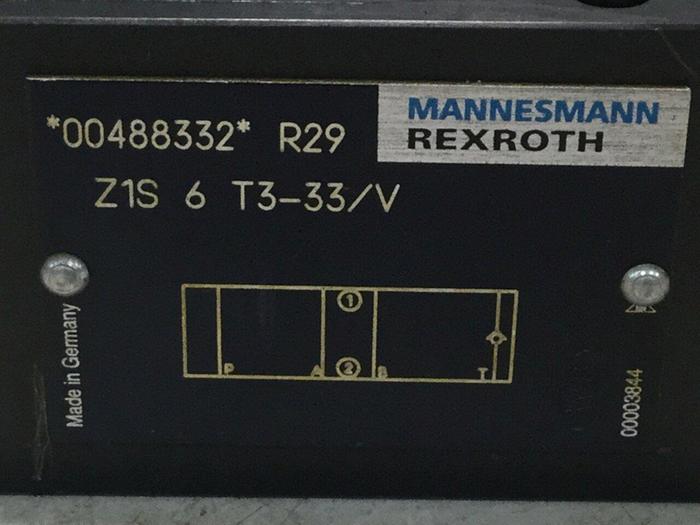 *00488332* R29
MANNESMANN
REXROTH
Z1S 6 T3-33/V
Made in Germany
1
P A B T
2
00003844